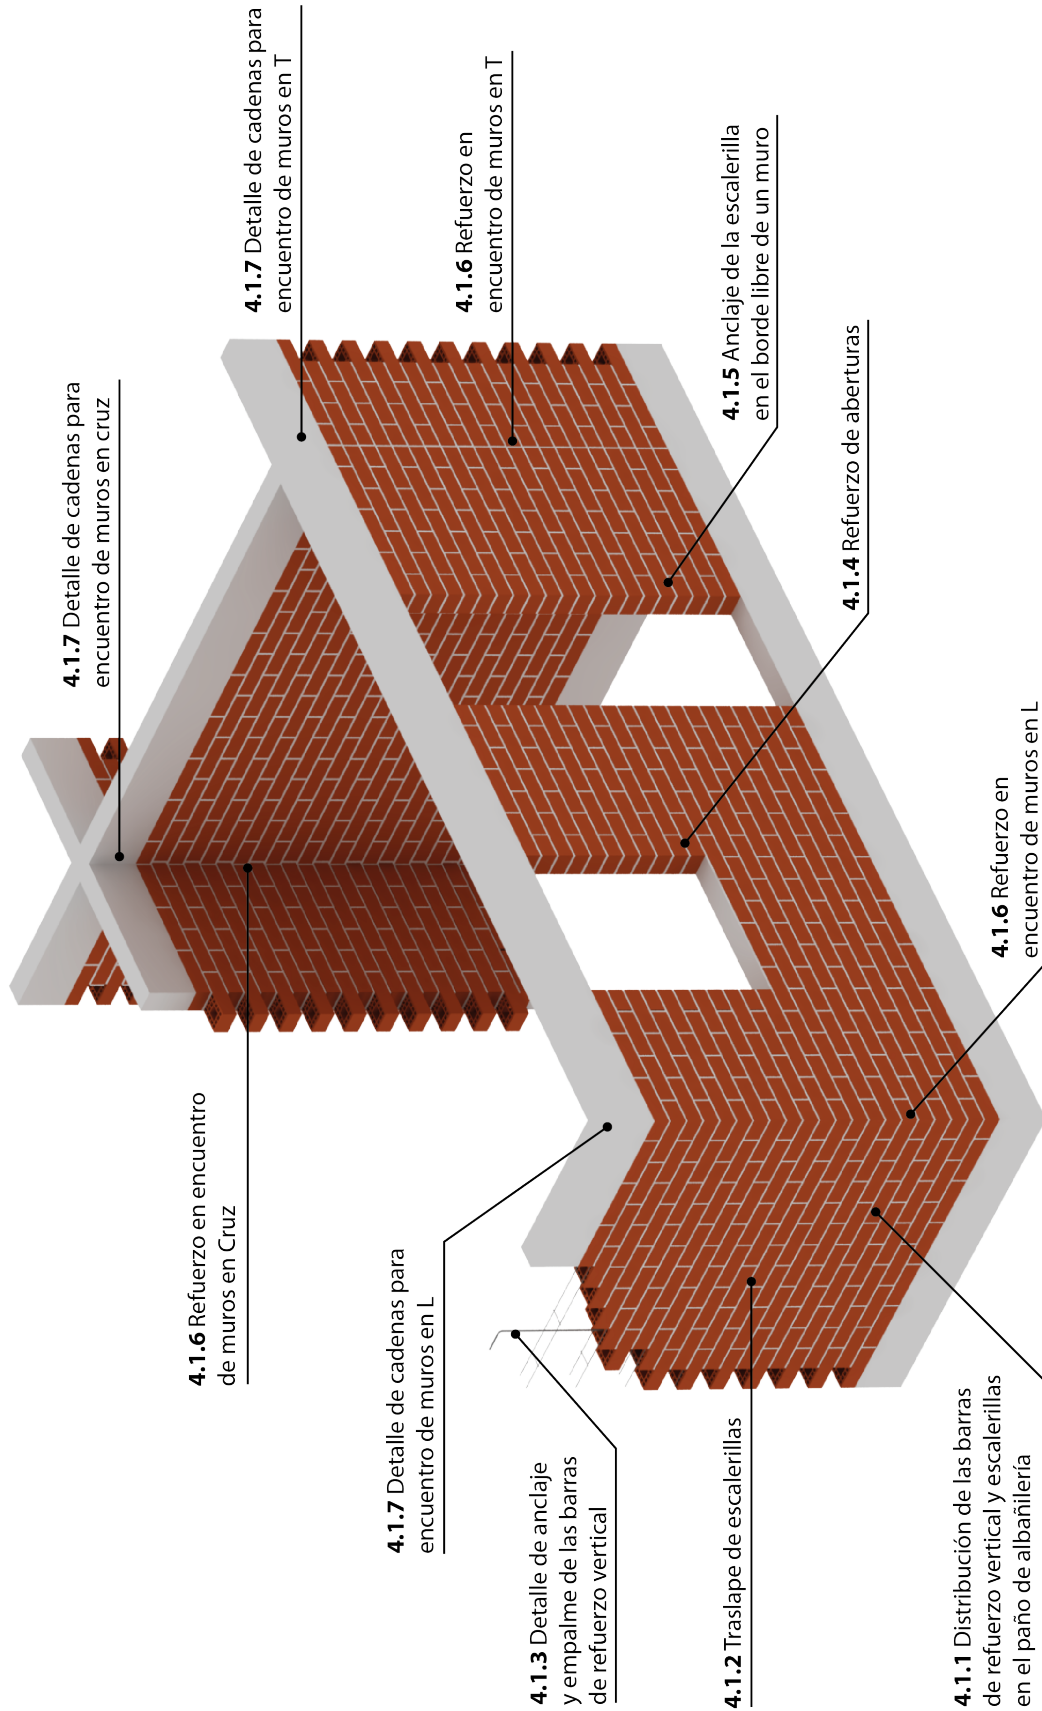 4.1.7 Detalle de cadenas para
encuentro de muros en cruz
4.1.7 Detalle de cadenas para
encuentro de muros en T
4.1.6 Refuerzo en encuentro
de muros en Cruz
4.1.6 Refuerzo en
encuentro de muros en T
4.1.7 Detalle de cadenas para
encuentro de muros en L
4.1.5 Anclaje de la escalerilla
en el borde libre de un muro
4.1.3 Detalle de anclaje
y empalme de las barras
de refuerzo vertical
4.1.4 Refuerzo de aberturas
4.1.2 Traslape de escalerillas
4.1.1 Distribución de las barras
de refuerzo vertical y escalerillas
en el paño de albañilería
4.1.6 Refuerzo en
encuentro de muros en L